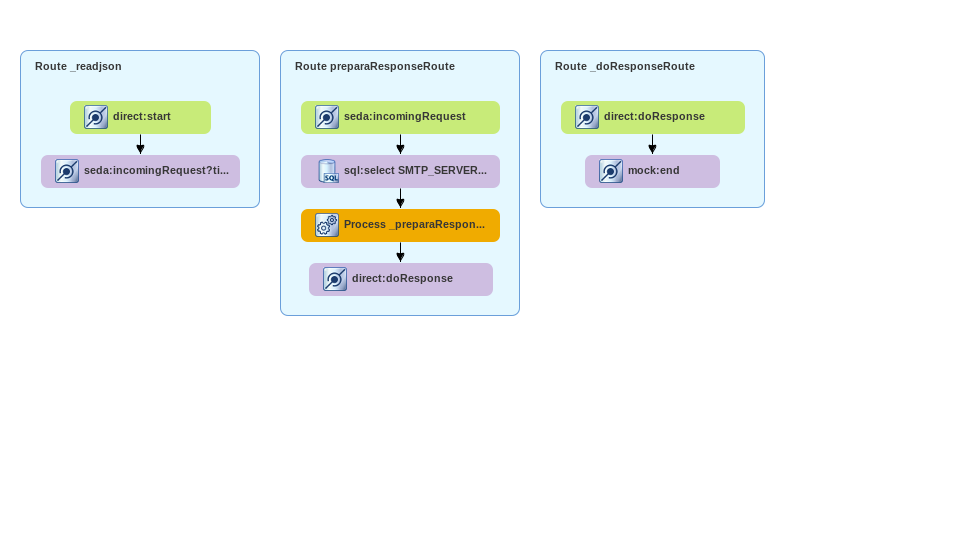 Route _readjson
direct:start
seda:incomingRequest?ti...
Route preparaResponseRoute
seda:incomingRequest
sql:select SMTP_SERVER...
SQL
Process _preparaRespon...
direct:doResponse
Route _doResponseRoute
direct:doResponse
mock:end